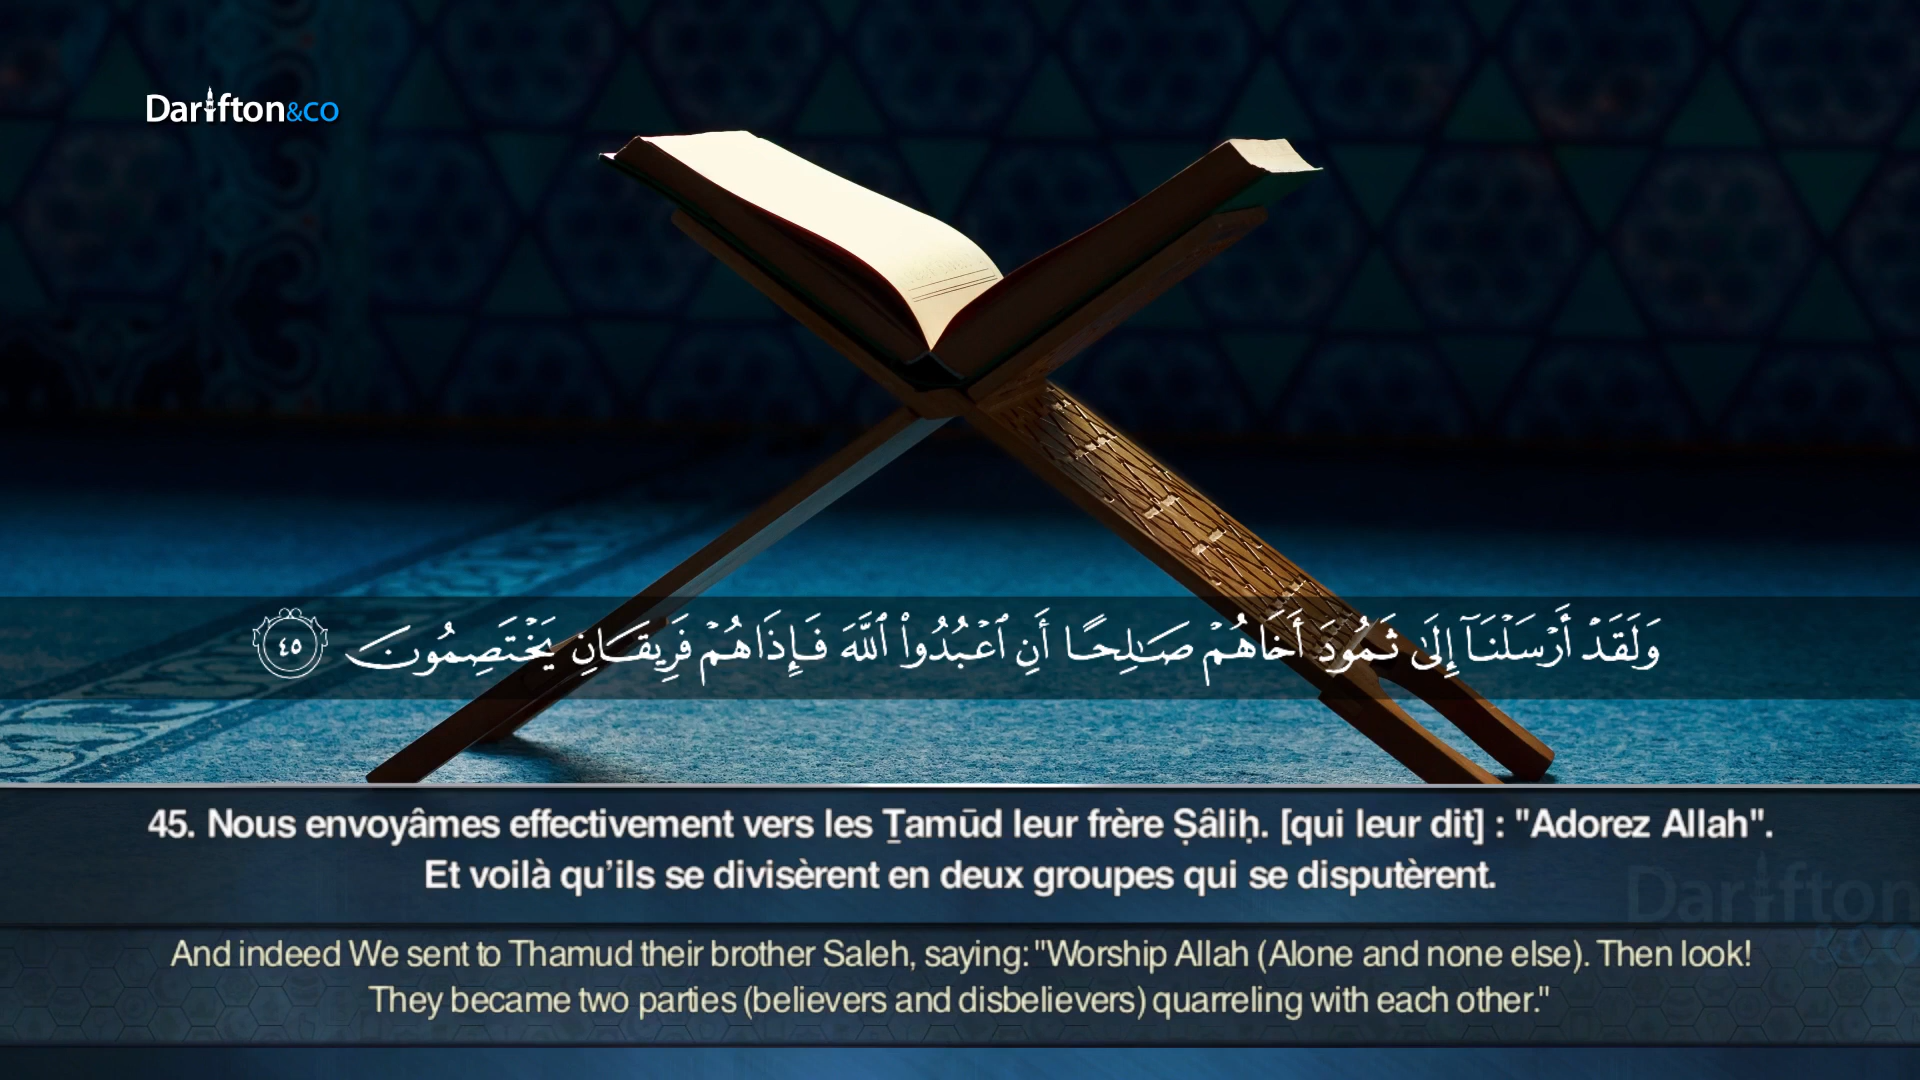 Darifton&co
وَلَقَدْ أَرْسَلْنَآ إِلَىٰ ثَمُودَ أَخَاهُمْ صَـٰلِحًا أَنِ ٱعْبُدُوا۟ ٱللَّهَ فَإِذَا هُمْ فَرِيقَانِ يَخْتَصِمُونَ ٤٥
45. Nous envoyâmes effectivement vers les Ṯamūd leur frère Ṣâliḥ. [qui leur dit] : "Adorez Allah".
Et voilà qu’ils se divisèrent en deux groupes qui se disputèrent.
Darifton
&co
And indeed We sent to Thamud their brother Saleh, saying: "Worship Allah (Alone and none else). Then look!
They became two parties (believers and disbelievers) quarreling with each other."